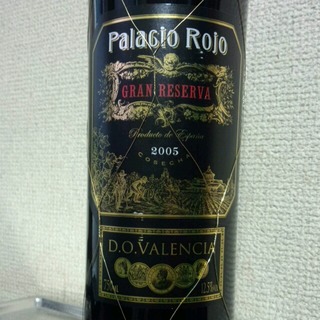 Palacio Rojo
GRAN RESERVA
Producto de España
2005
COSECHA
D.O.VALENCIA